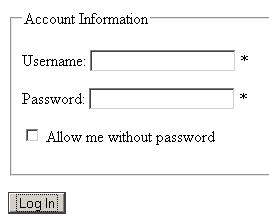 Account Information
Username: *
Password: *
Allow me without password
Log In